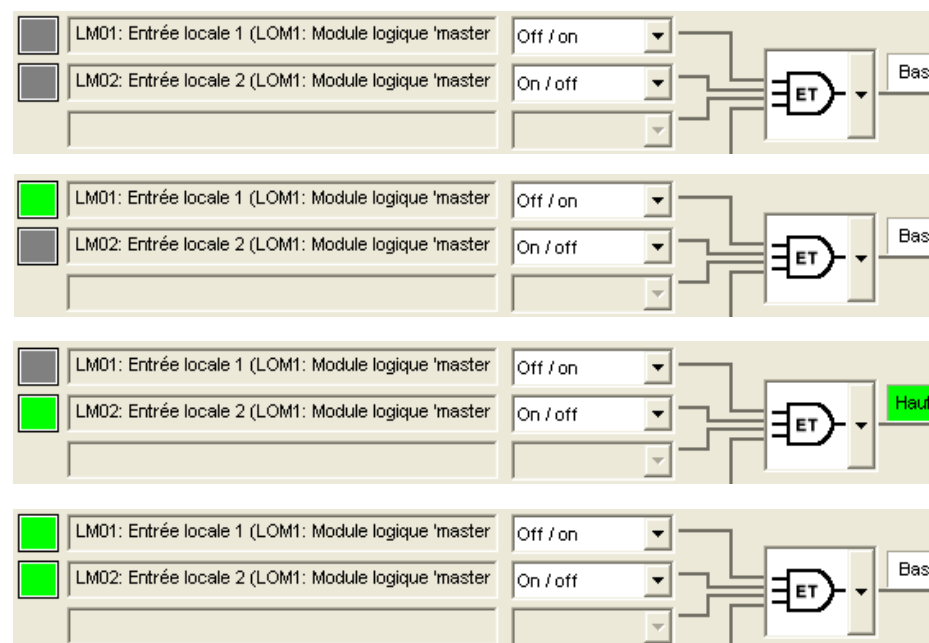 LM01: Entrée locale 1 (LOM1: Module logique 'master Off / on
LM02: Entrée locale 2 (LOM1: Module logique 'master On / off
ET
Bas
LM01: Entrée locale 1 (LOM1: Module logique 'master Off / on
LM02: Entrée locale 2 (LOM1: Module logique 'master On / off
ET
Bas
LM01: Entrée locale 1 (LOM1: Module logique 'master Off / on
LM02: Entrée locale 2 (LOM1: Module logique 'master On / off
ET
Haut
LM01: Entrée locale 1 (LOM1: Module logique 'master Off / on
LM02: Entrée locale 2 (LOM1: Module logique 'master On / off
ET
Bas